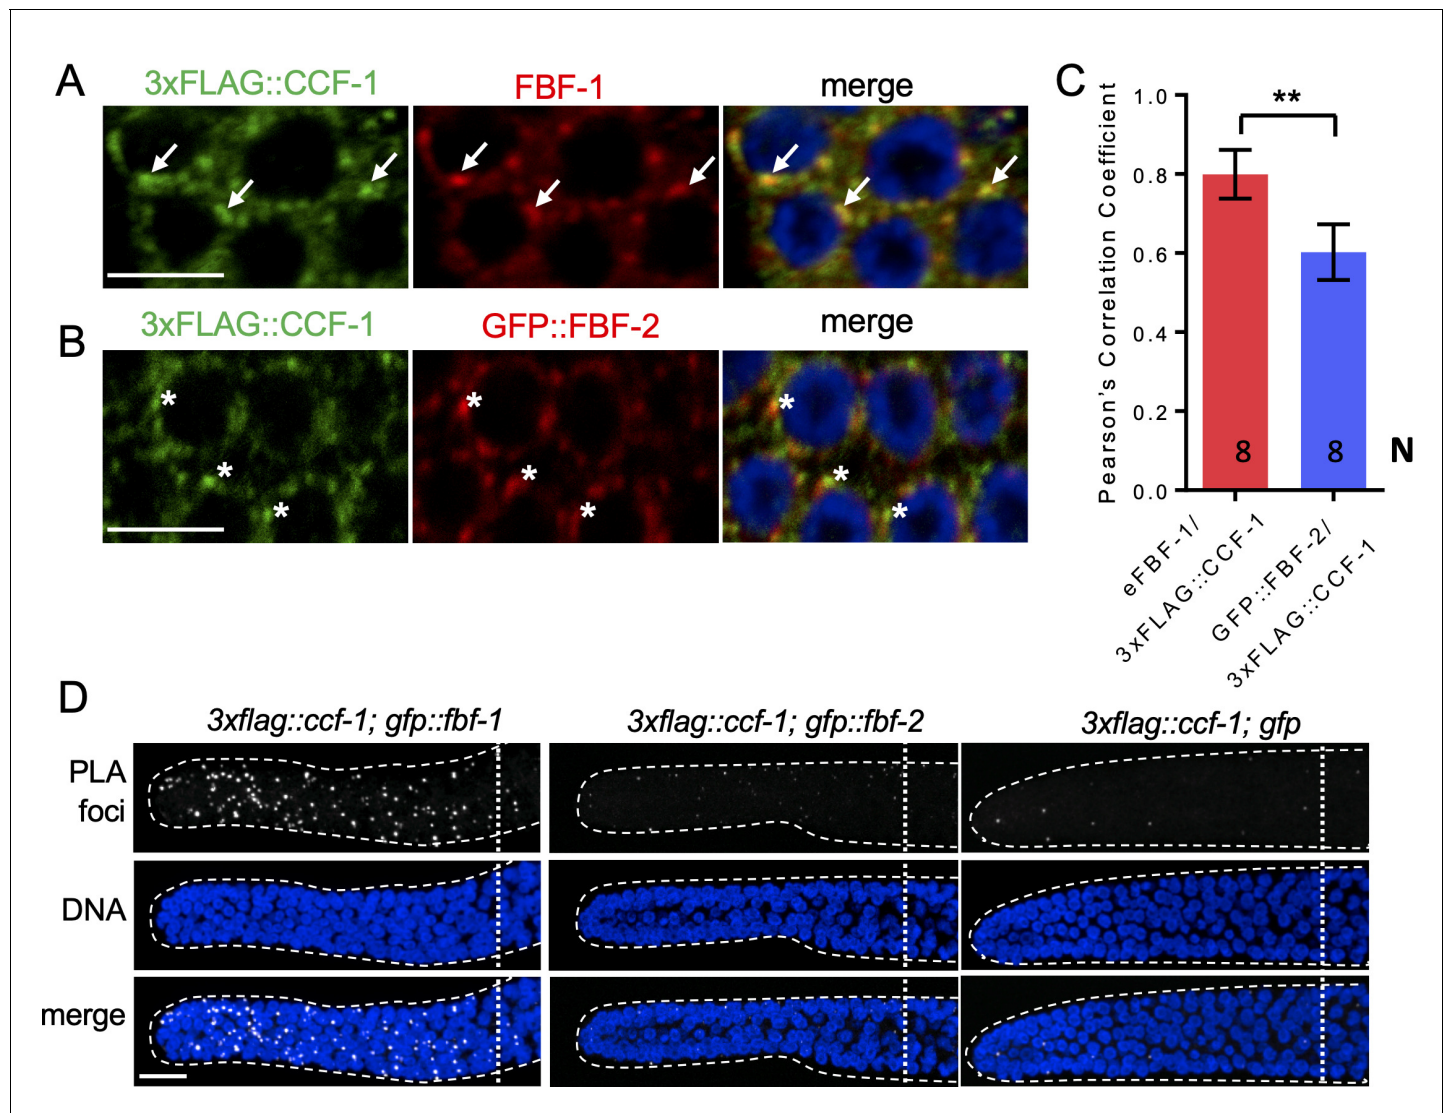 A
3xFLAG::CCF-1
FBF-1
merge
B
3xFLAG::CCF-1
GFP::FBF-2
merge
*
*
*
*
*
*
*
*
*
C
Pearson's Correlation Coefficient
1.0
0.8
0.6
0.4
0.2
0.0
**
8
8
N
eFBF-1/
3xFLAG::CCF-1
GFP::FBF-2/
3xFLAG::CCF-1
D
3xflag::ccf-1; gfp::fbf-1
3xflag::ccf-1; gfp::fbf-2
3xflag::ccf-1; gfp
PLA
foci
DNA
merge